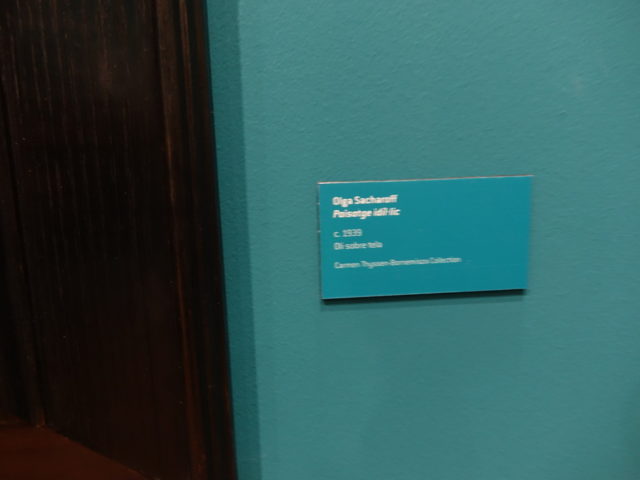 Olga Sacharoff
Paisatge idíl·lic
c. 1939
Oli sobre tela
Carmen Thyssen-Bornemisza Collection